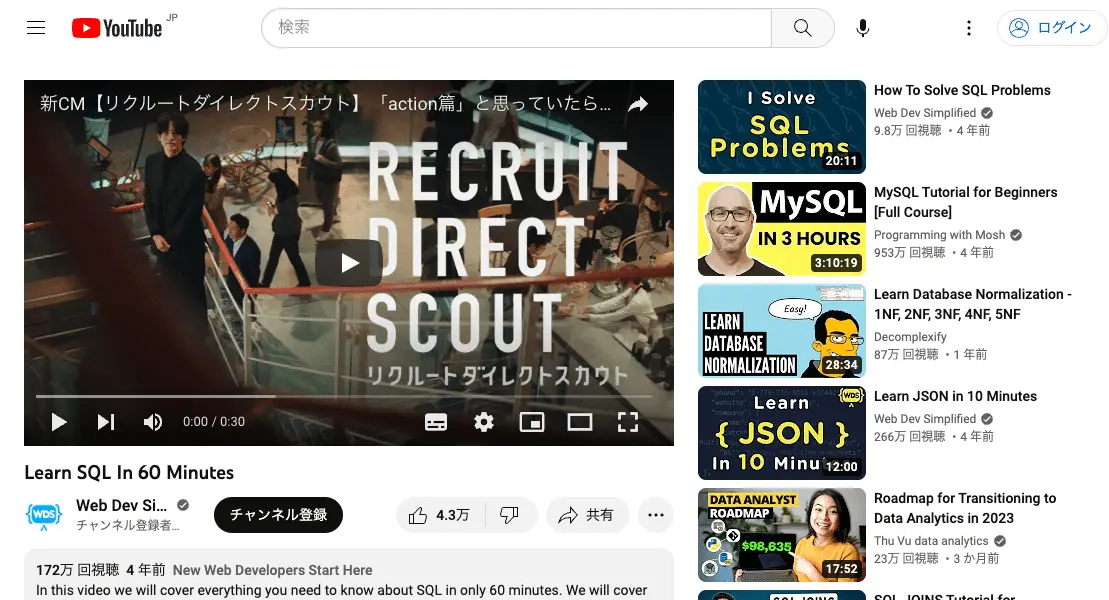 YouTube JP
検索
ログイン
新CM【リクルートダイレクトスカウト】「action篇」と思っていたら...
RECRUIT
DIRECT
SCOUT
リクルートダイレクトスカウト
0:00 / 0:30
Learn SQL In 60 Minutes
WDS
Web Dev Si...
チャンネル登録者...
チャンネル登録
4.3万
共有
172万 回視聴 4 年前 New Web Developers Start Here
In this video we will cover everything you need to know about SQL in only 60 minutes. We will cover
I Solve
SQL
Problems
20:11
How To Solve SQL Problems
Web Dev Simplified
9.8万 回視聴 ・4 年前
MySQL
IN 3 HOURS
3:10:19
MySQL Tutorial for Beginners
[Full Course]
Programming with Mosh
953万 回視聴 ・4 年前
Easy!
LEARN
DATABASE
NORMALIZATION
28:34
Learn Database Normalization -
1NF, 2NF, 3NF, 4NF, 5NF
Decomplexify
87万 回視聴 ・1 年前
WDS
Learn
{ JSON }
In 10 Minu
12:00
Learn JSON in 10 Minutes
Web Dev Simplified
266万 回視聴 ・4 年前
DATA ANALYST
ROADMAP
$98,635
17:52
Roadmap for Transitioning to
Data Analytics in 2023
Thu Vu data analytics
23万 回視聴 ・3 か月前
SQL JOINS
SQL JOINS Tutorial for